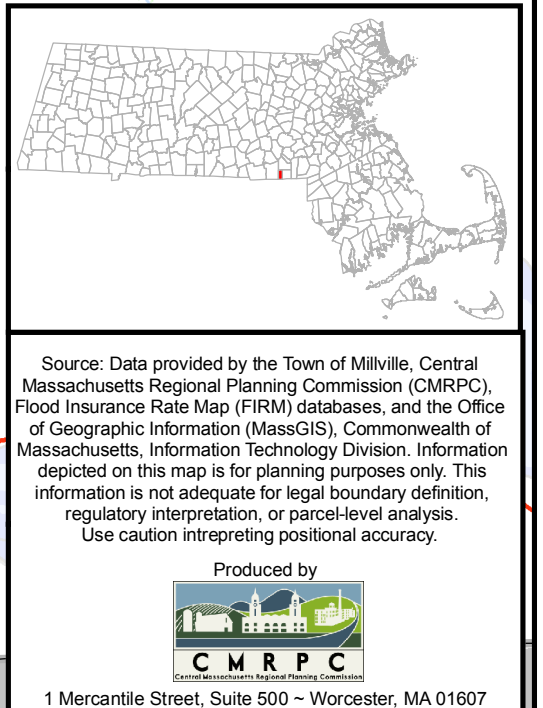 Source: Data provided by the Town of Millville, Central
Massachusetts Regional Planning Commission (CMRPC),
Flood Insurance Rate Map (FIRM) databases, and the Office
of Geographic Information (MassGIS), Commonwealth of
Massachusetts, Information Technology Division. Information
depicted on this map is for planning purposes only. This
information is not adequate for legal boundary definition,
regulatory interpretation, or parcel-level analysis.
Use caution intrepreting positional accuracy.
Produced by
C M R P C
Central Massachusetts Regional Planning Commission
1 Mercantile Street, Suite 500 ~ Worcester, MA 01607